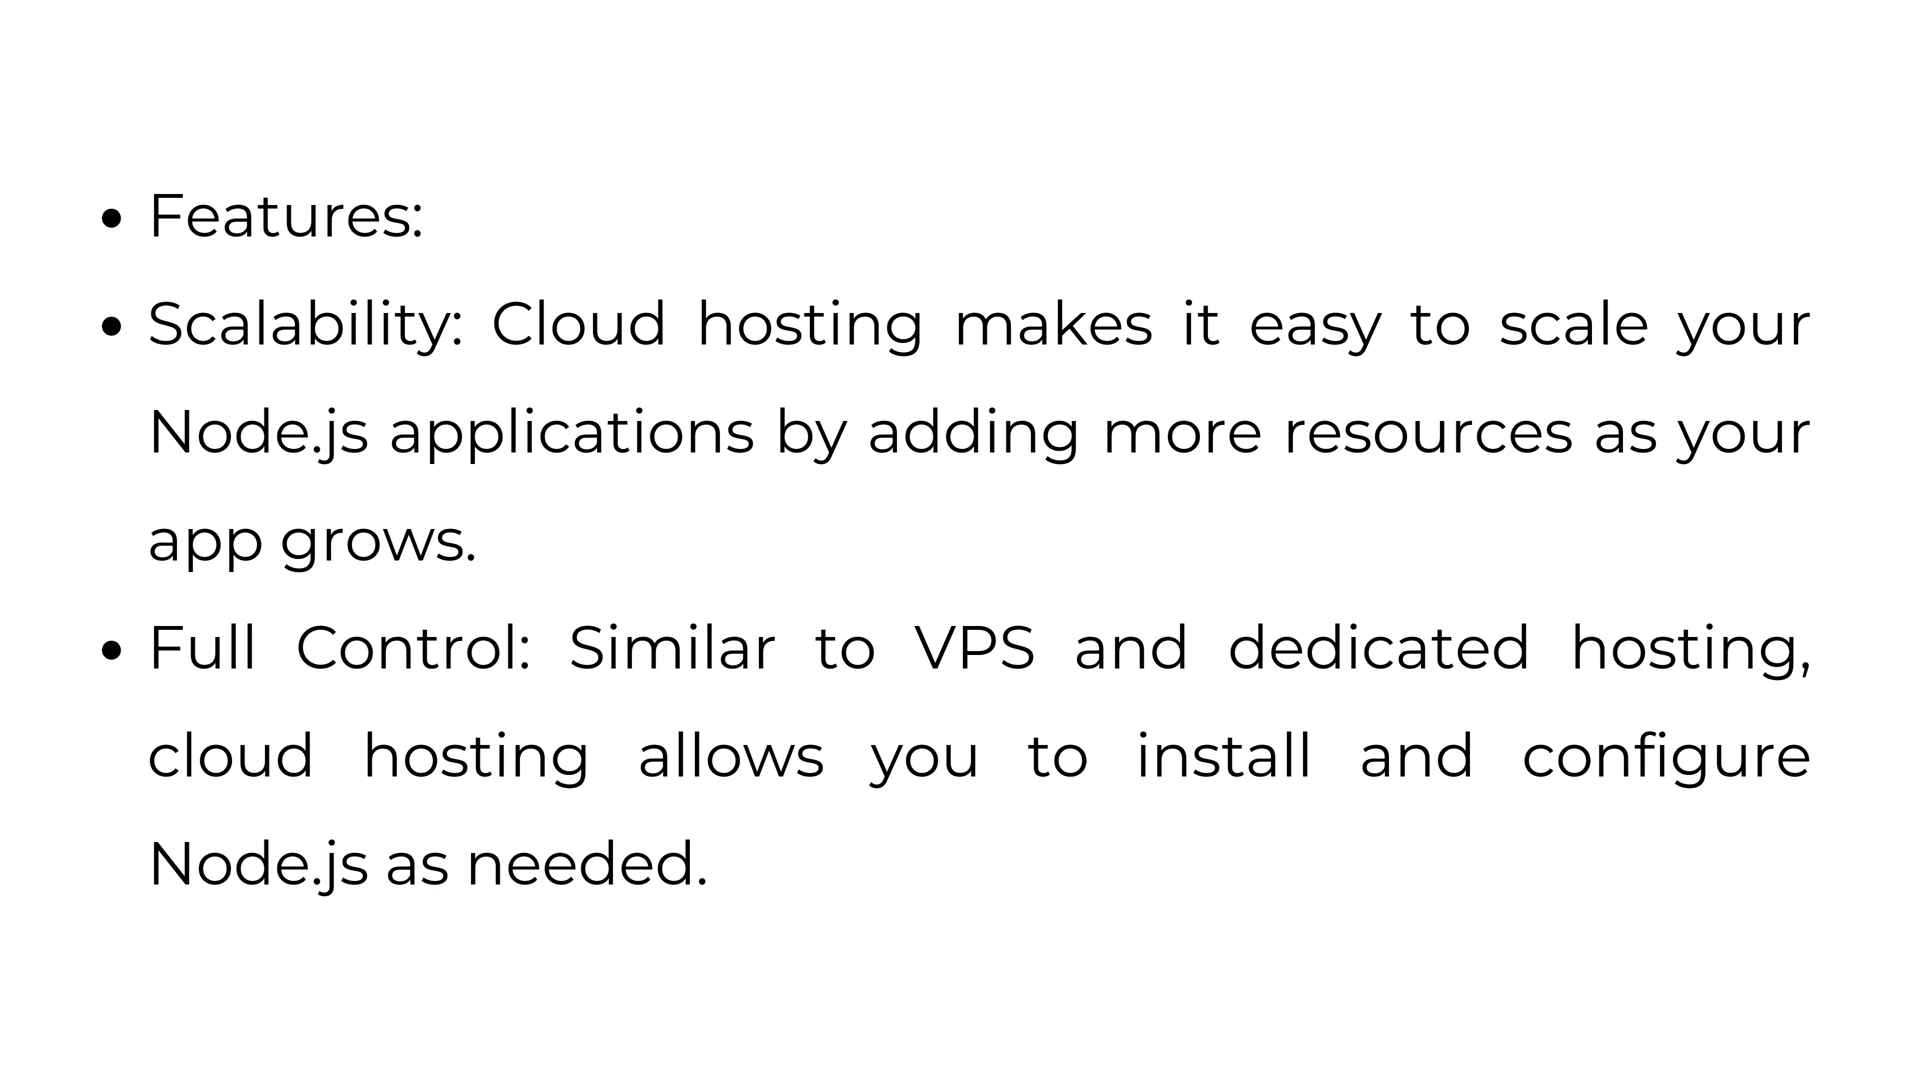 • Features:
• Scalability: Cloud hosting makes it easy to scale your
Node.js applications by adding more resources as your
app grows.
• Full Control: Similar to VPS and dedicated hosting,
cloud hosting allows you to install and configure
Node.js as needed.